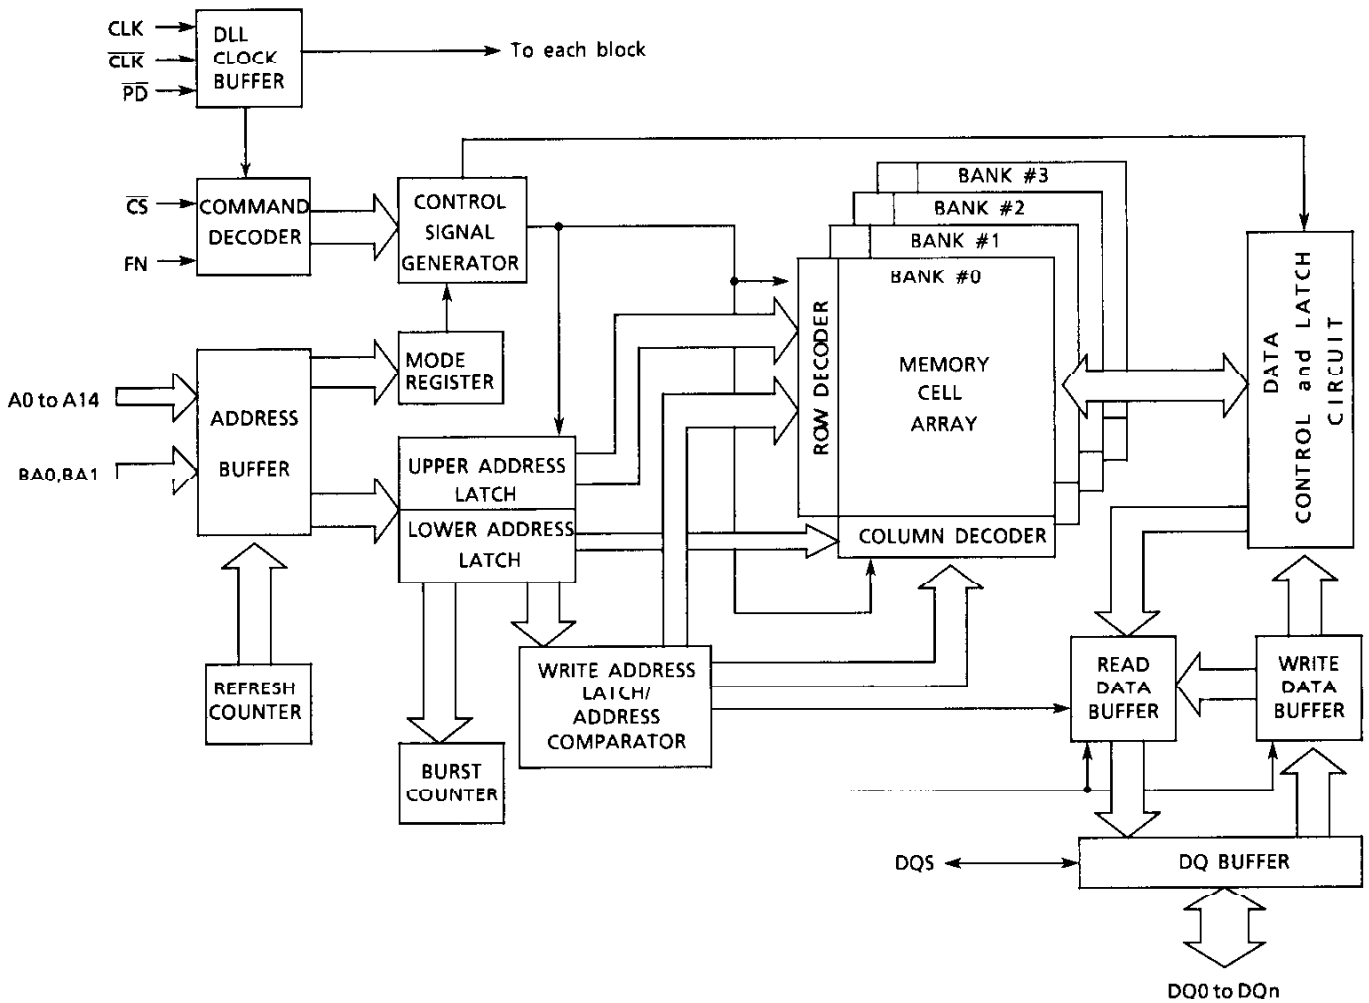 CLK
CLK
PD
DLL
CLOCK
BUFFER
To each block
CS
FN
COMMAND
DECODER
CONTROL
SIGNAL
GENERATOR
BANK #3
BANK #2
BANK #1
BANK #0
ROW DECODER
MEMORY
CELL
ARRAY
COLUMN DECODER
DATA
CONTROL and LATCH
CIRCUIT
MODE
REGISTER
A0 to A14
BA0,BA1
ADDRESS
BUFFER
UPPER ADDRESS
LATCH
LOWER ADDRESS
LATCH
REFRESH
COUNTER
WRITE ADDRESS
LATCH/
ADDRESS
COMPARATOR
BURST
COUNTER
READ
DATA
BUFFER
WRITE
DATA
BUFFER
DQS
DQ BUFFER
DQ0 to DQn